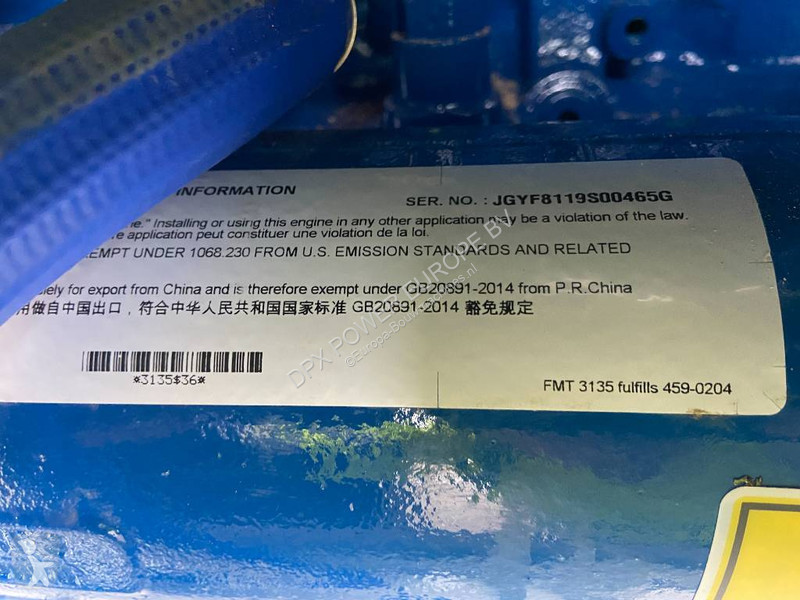 INFORMATION
SER. NO. : JGYF8119S00465G
." Installing or using this engine in any other application may be a violation of the law.
application peut constituer une violation de la loi.
EMPT UNDER 1068.230 FROM U.S. EMISSION STANDARDS AND RELATED
ly for export from China and is therefore exempt under GB20891-2014 from P.R.China
用做自中国出口，符合中华人民共和国国家标准 GB20891-2014 豁免规定
*3135$36*
FMT 3135 fulfills 459-0204
DPX POWER EUROPE BV